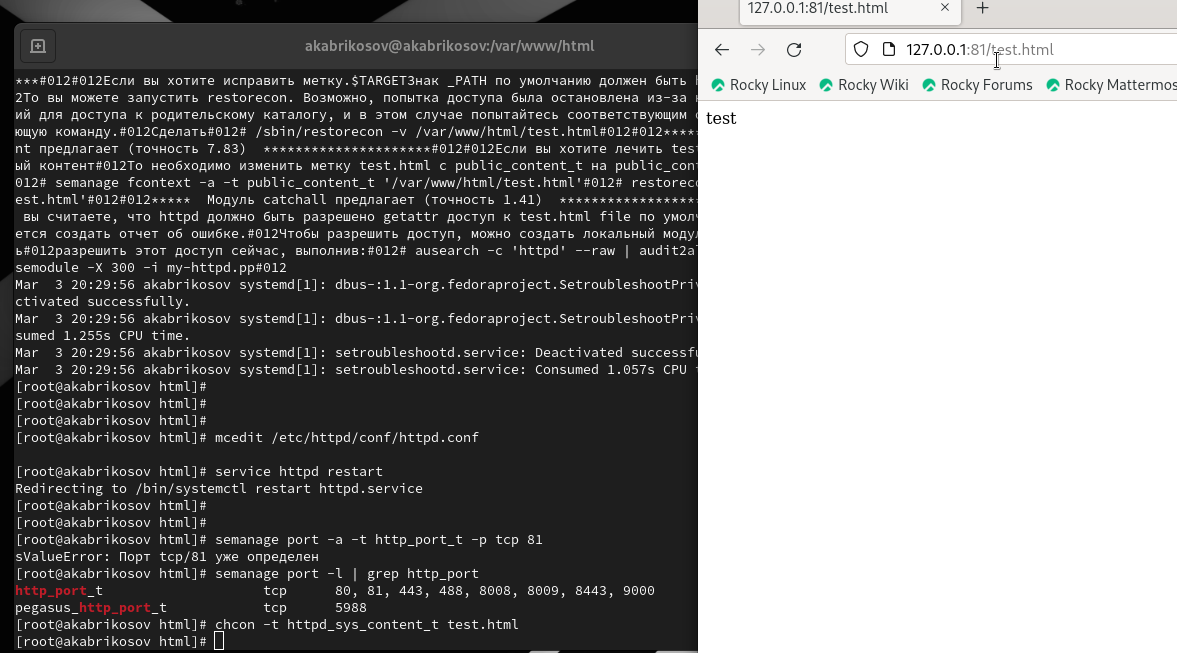 akabrikosov@akabrikosov:/var/www/html
***#012#012Если вы хотите исправить метку.$TARGETЗнак _PATH по умолчанию должен быть
2То вы можете запустить restorecon. Возможно, попытка доступа была остановлена из-за
ий для доступа к родительскому каталогу, и в этом случае попытайтесь соответствующим
ющую команду.#012Сделать#012# /sbin/restorecon -v /var/www/html/test.html#012#012*****
nt предлагает (точность 7.83)  *********************#012#012Если вы хотите лечить test
ый контент#012То необходимо изменить метку test.html с public_content_t на public_cont
012# semanage fcontext -a -t public_content_t '/var/www/html/test.html'#012# restoreco
est.html'#012#012*****  Модуль catchall предлагает (точность 1.41)  ******************
вы считаете, что httpd должно быть разрешено getattr доступ к test.html file по умолч
ется создать отчет об ошибке.#012Чтобы разрешить доступ, можно создать локальный модул
ь#012разрешить этот доступ сейчас, выполнив:#012# ausearch -c 'httpd' --raw | audit2al
semodule -X 300 -i my-httpd.pp#012
Mar  3 20:29:56 akabrikosov systemd[1]: dbus-:1.1-org.fedoraproject.SetroubleshootPriv
ctivated successfully.
Mar  3 20:29:56 akabrikosov systemd[1]: dbus-:1.1-org.fedoraproject.SetroubleshootPriv
sumed 1.255s CPU time.
Mar  3 20:29:56 akabrikosov systemd[1]: setroubleshootd.service: Deactivated successfu
Mar  3 20:29:56 akabrikosov systemd[1]: setroubleshootd.service: Consumed 1.057s CPU
[root@akabrikosov html]#
[root@akabrikosov html]#
[root@akabrikosov html]#
[root@akabrikosov html]# mcedit /etc/httpd/conf/httpd.conf
[root@akabrikosov html]# service httpd restart
Redirecting to /bin/systemctl restart httpd.service
[root@akabrikosov html]#
[root@akabrikosov html]#
[root@akabrikosov html]# semanage port -a -t http_port_t -p tcp 81
sValueError: Порт tcp/81 уже определен
[root@akabrikosov html]# semanage port -l | grep http_port
http_port_t                    tcp      80, 81, 443, 488, 8008, 8009, 8443, 9000
pegasus_http_port_t            tcp      5988
[root@akabrikosov html]# chcon -t httpd_sys_content_t test.html
[root@akabrikosov html]#
127.0.0.1:81/test.html
127.0.0.1:81/test.html
Rocky Linux Rocky Wiki Rocky Forums Rocky Mattermos
test